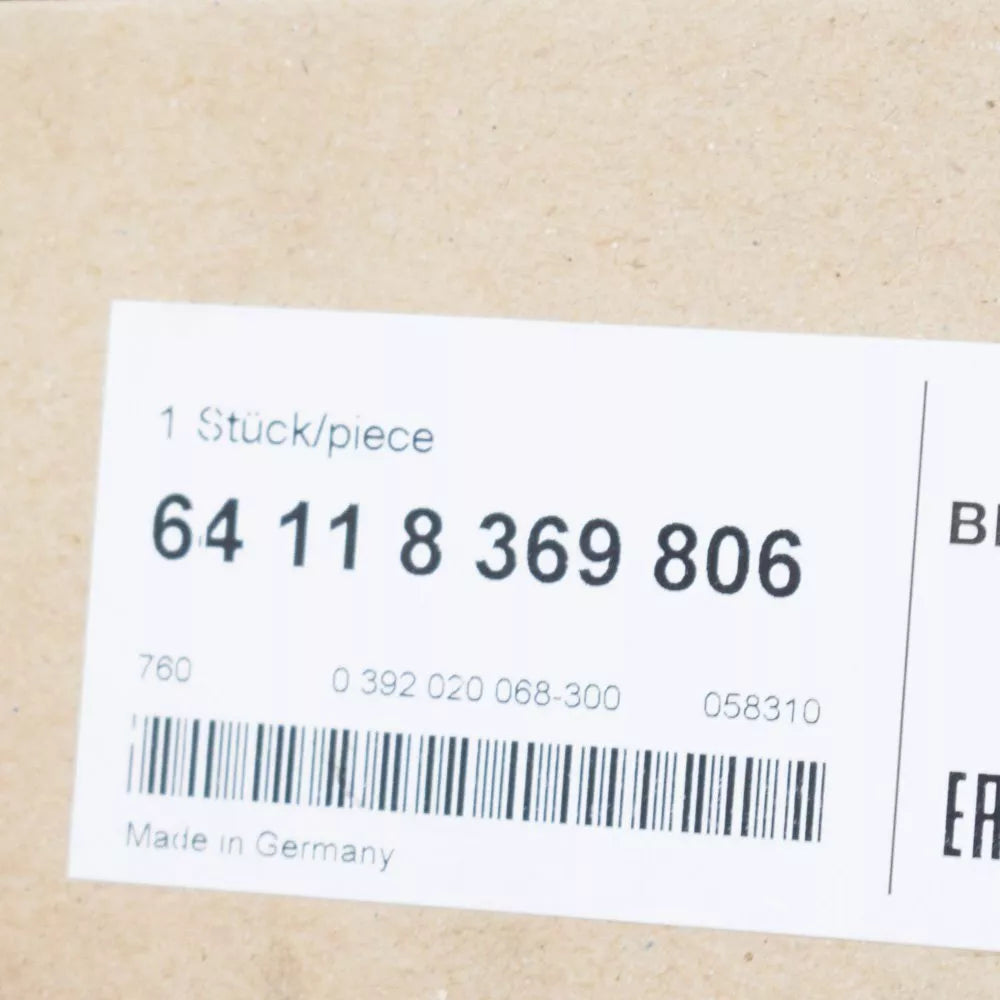 1 Stück/piece
64 11 8 369 806
760 0 392 020 068-300 058310
Made in Germany